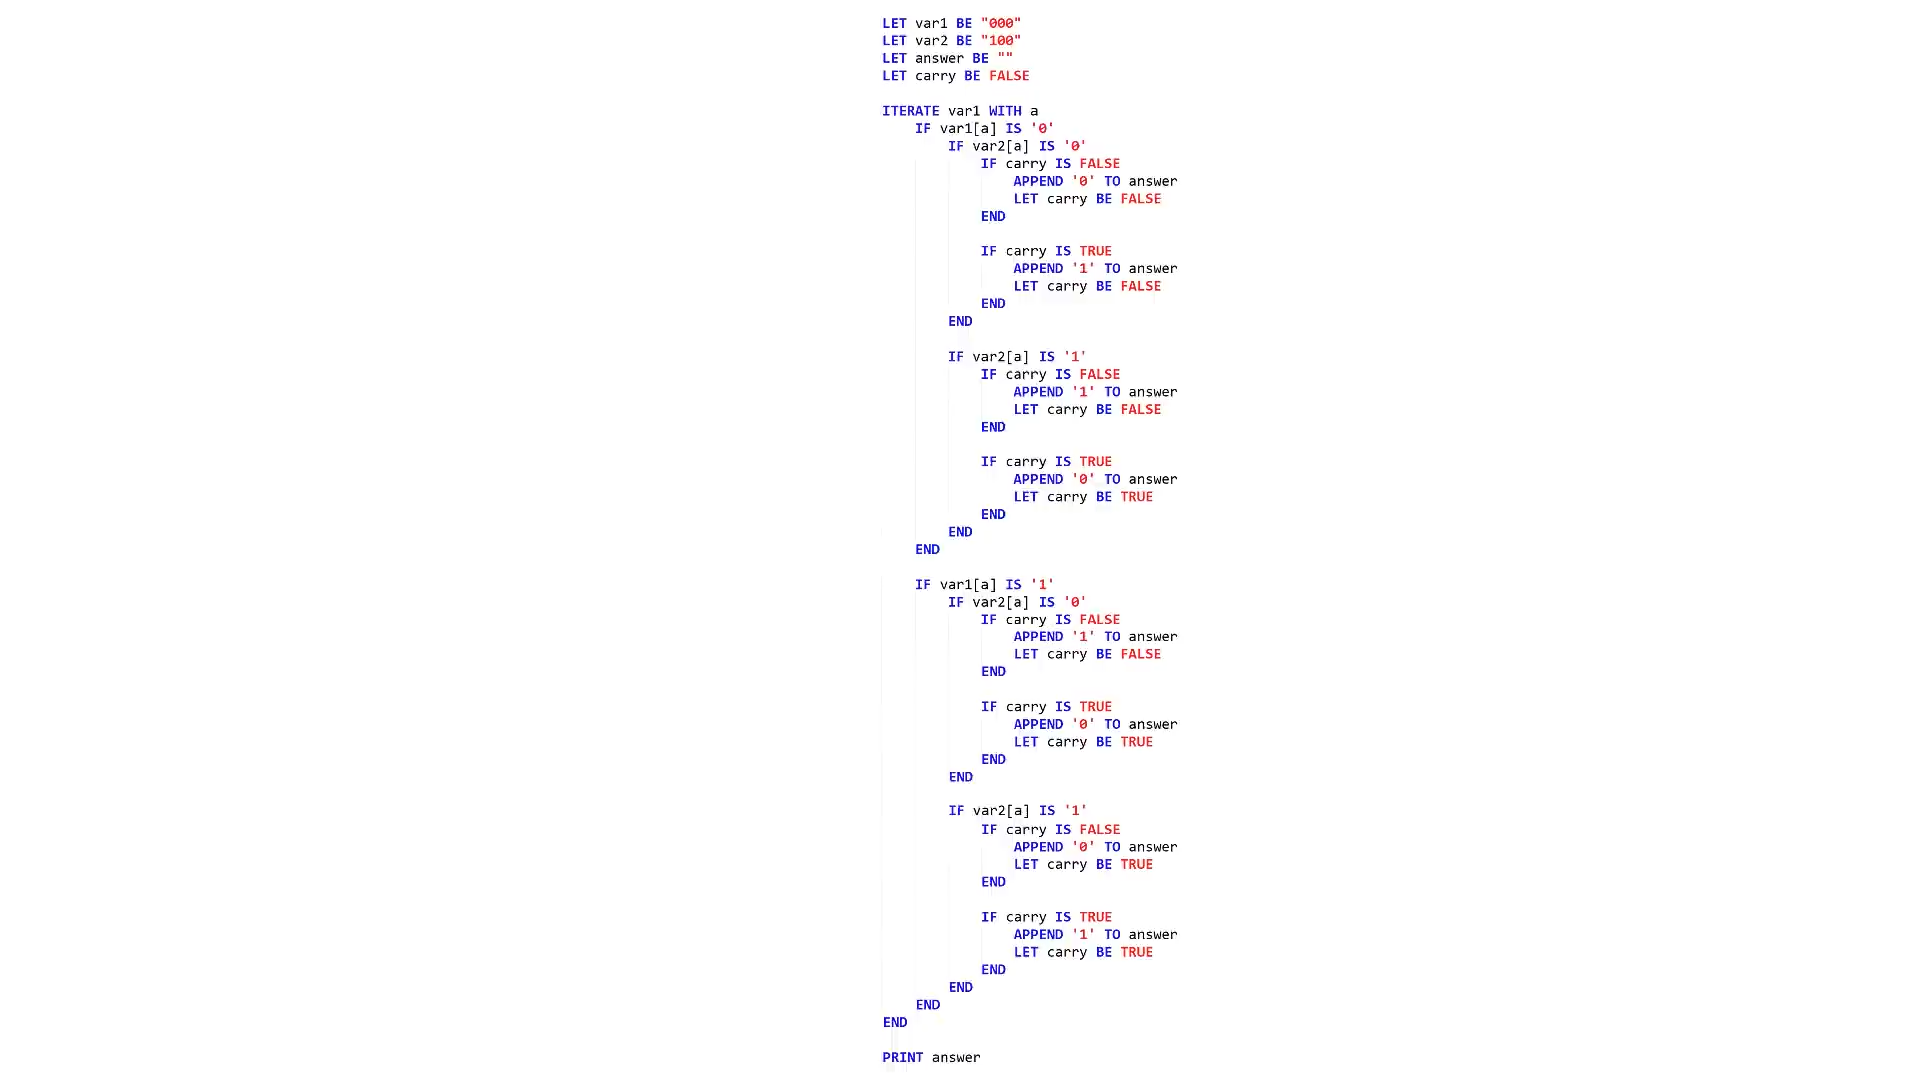 LET var1 BE "000"
LET var2 BE "100"
LET answer BE ""
LET carry BE FALSE
ITERATE var1 WITH a
IF var1[a] IS '0'
IF var2[a] IS '0'
IF carry IS FALSE
APPEND '0' TO answer
LET carry BE FALSE
END
IF carry IS TRUE
APPEND '1' TO answer
LET carry BE FALSE
END
END
IF var2[a] IS '1'
IF carry IS FALSE
APPEND '1' TO answer
LET carry BE FALSE
END
IF carry IS TRUE
APPEND '0' TO answer
LET carry BE TRUE
END
END
END
IF var1[a] IS '1'
IF var2[a] IS '0'
IF carry IS FALSE
APPEND '1' TO answer
LET carry BE FALSE
END
IF carry IS TRUE
APPEND '0' TO answer
LET carry BE TRUE
END
END
IF var2[a] IS '1'
IF carry IS FALSE
APPEND '0' TO answer
LET carry BE TRUE
END
IF carry IS TRUE
APPEND '1' TO answer
LET carry BE TRUE
END
END
END
END
PRINT answer